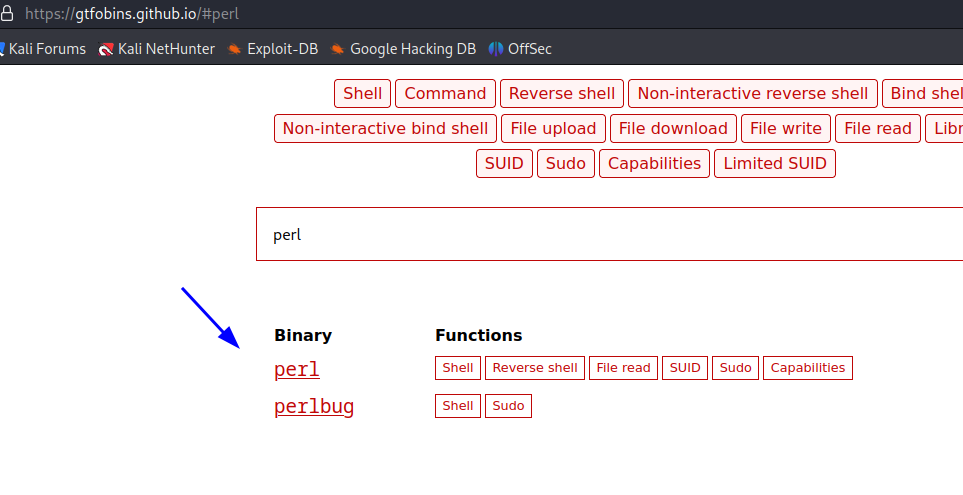 https://gtfobins.github.io/#perl
Kali Forums Kali NetHunter Exploit-DB Google Hacking DB OffSec
Shell Command Reverse shell Non-interactive reverse shell Bind shel
Non-interactive bind shell File upload File download File write File read Libr
SUID Sudo Capabilities Limited SUID
perl
Binary Functions
perl Shell Reverse shell File read SUID Sudo Capabilities
perlbug Shell Sudo